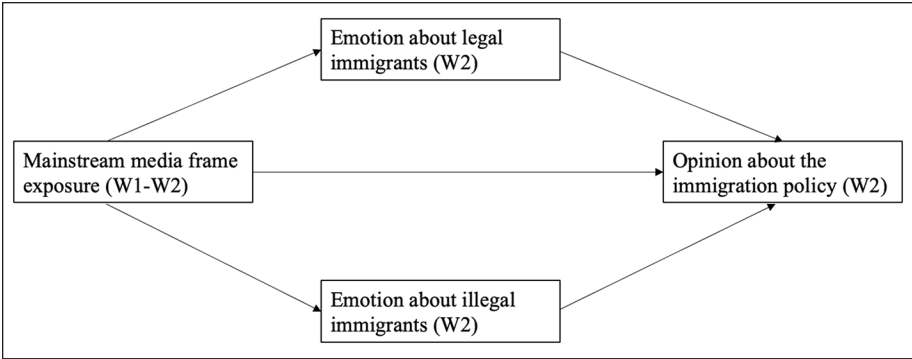 Emotion about legal
immigrants (W2)
Mainstream media frame
exposure (W1-W2)
Opinion about the
immigration policy (W2)
Emotion about illegal
immigrants (W2)